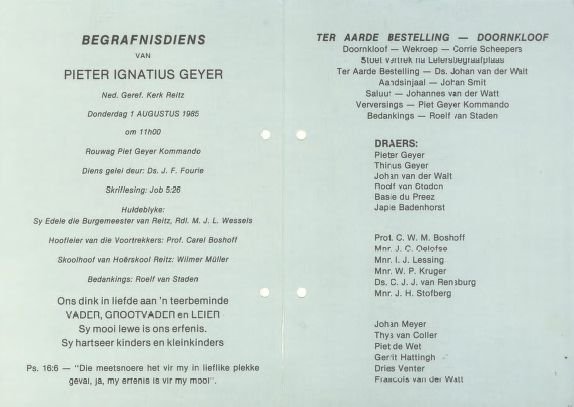 BEGRAFNISDIENS
VAN
PIETER IGNATIUS GEYER
Ned. Geref. Kerk Reitz
Donderdag 1 AUGUSTUS 1985
om 11h00
Rouwag Piet Geyer Kommando
Diens gelei deur: Ds. J. F. Fourie
Skriflesing: Job 5:26
Huldeblyke:
Sy Edele die Burgemeester van Reitz, Rdl. M. J. L. Wessels
Hoofleier van die Voortrekkers: Prof. Carel Boshoff
Skoolhoof van Hoërskool Reitz: Wilmer Müller
Bedankings: Roelf van Staden
Ons dink in liefde aan 'n teerbeminde
VADER, GROOTVADER en LEIER
Sy mooi lewe is ons erfenis.
Sy hartseer kinders en kleinkinders
Ps. 16:6 — "Die meetsnoere het vir my in lieflike plekke
geval, ja, my erfenis is vir my mooi".
TER AARDE BESTELLING — DOORNKLOOF
Doornkloof — Wekroep — Corrie Scheepers
Stoet vertrek na Leiersbegraafplaas
Ter Aarde Bestelling — Ds. Johan van der Walt
Aandsinjaal — Johan Smit
Saluut — Johannes van der Watt
Verversings — Piet Geyer Kommando
Bedankings — Roelf van Staden
DRAERS:
Pieter Geyer
Thinus Geyer
Johan van der Walt
Roelf van Staden
Basie du Preez
Japie Badenhorst
Prof. C. W. M. Boshoff
Mnr. J. C. Oelofse
Mnr. I. J. Lessing
Mnr. W. P. Kruger
Ds. C. J. J. van Rensburg
Mnr. J. H. Stofberg
Johan Meyer
Thys van Coller
Piet de Wet
Gerrit Hattingh
Dries Venter
Francois van der Watt